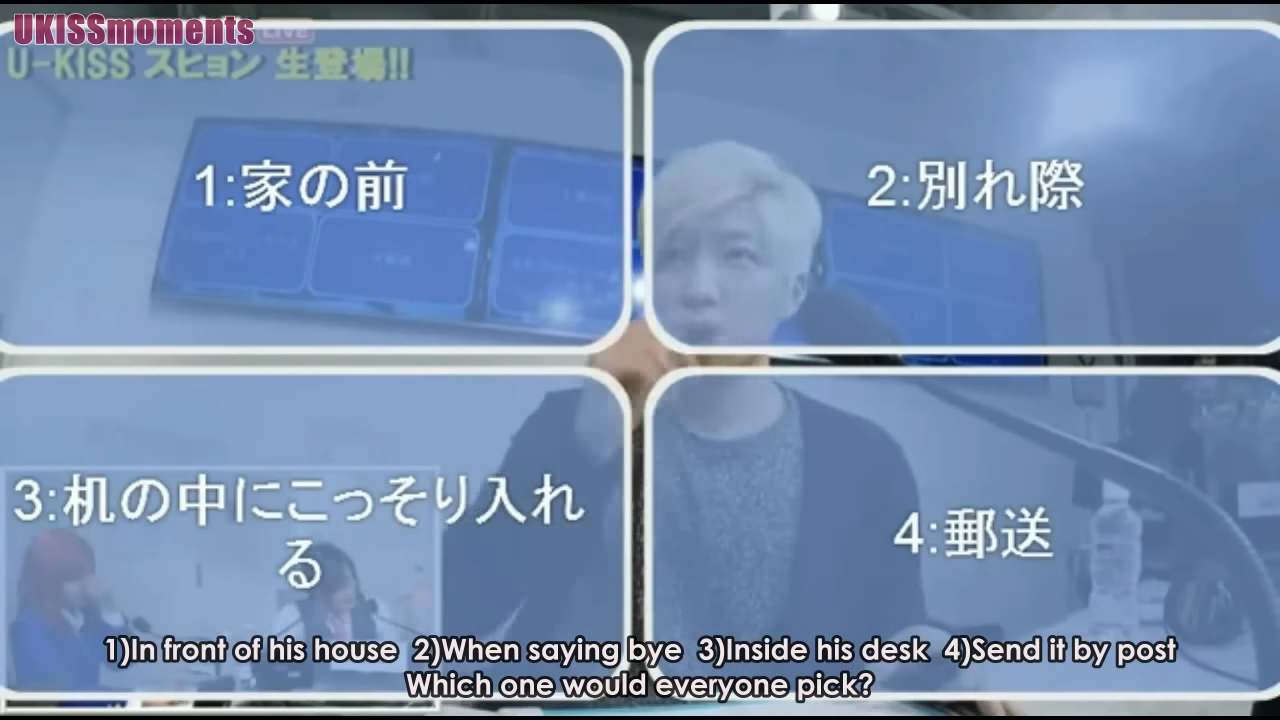 UKISSmoments
LIVE
U-KISS スヒョン 生登場!!
1:家の前
2:別れ際
3:机の中にこっそり入れ
る
4:郵送
1)In front of his house 2)When saying bye 3)Inside his desk 4)Send it by post
Which one would everyone pick?